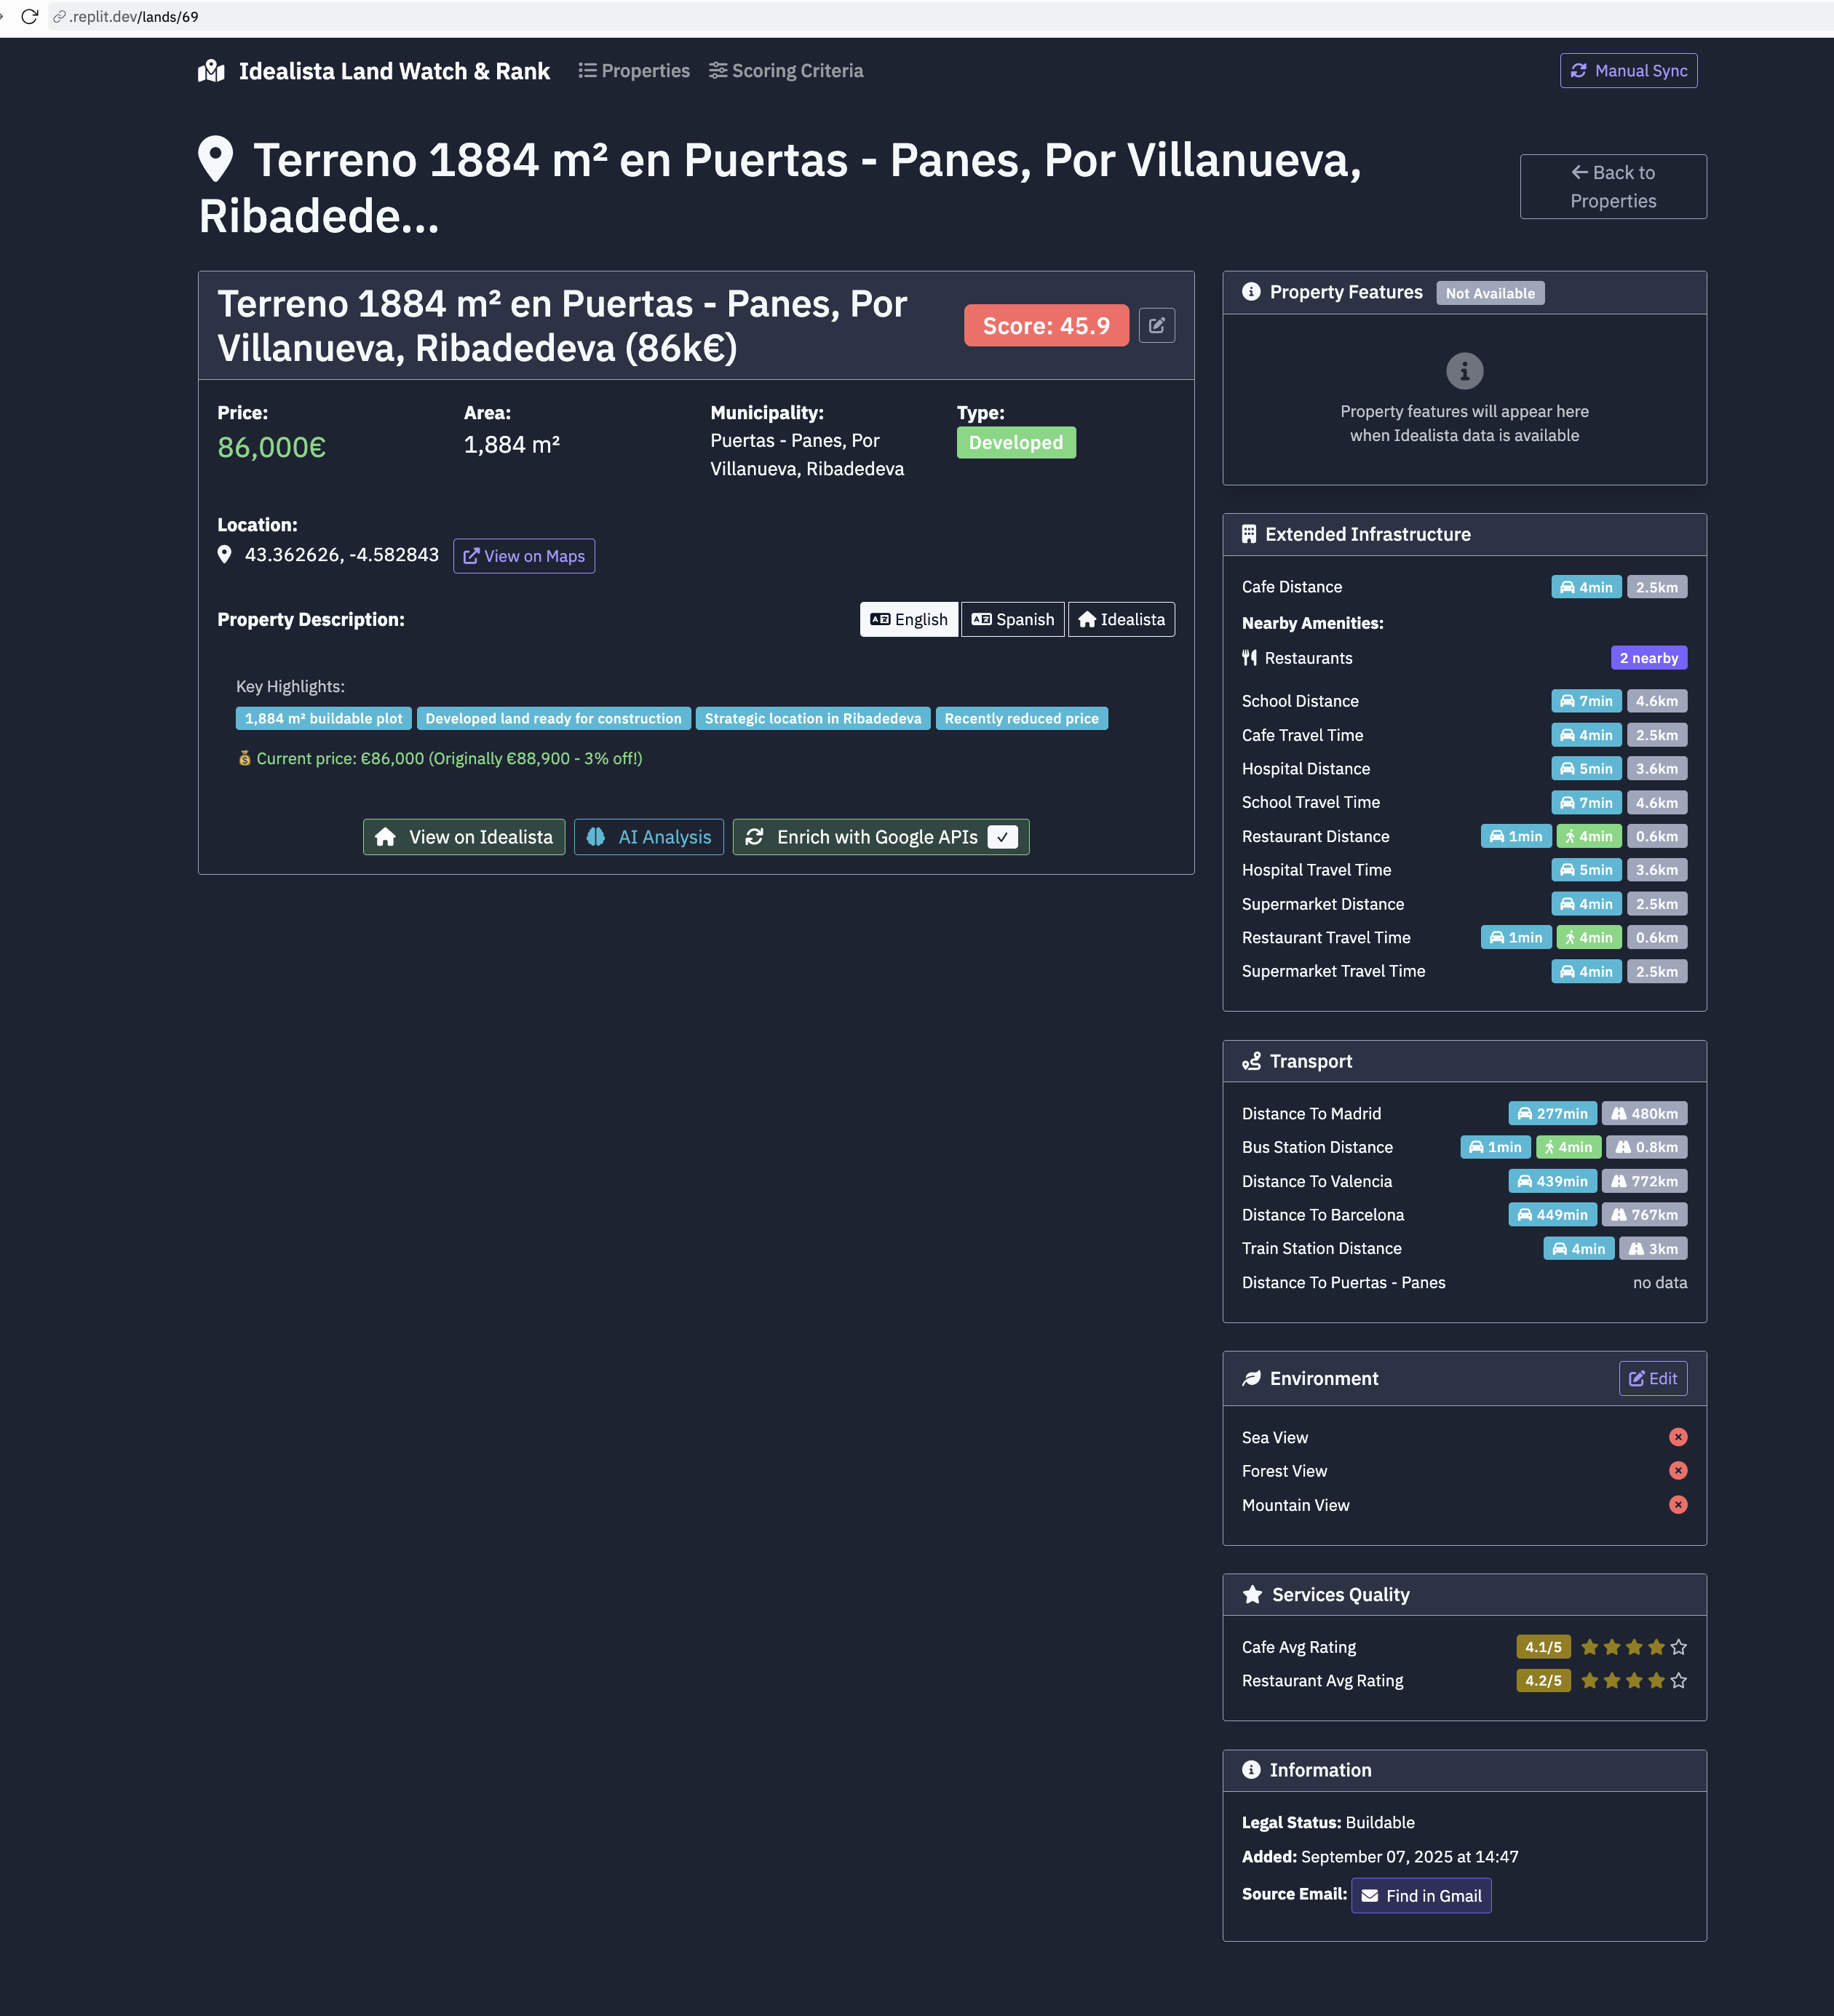 .replit.dev/lands/69
Idealista Land Watch & Rank Properties Scoring Criteria Manual Sync
Terreno 1884 m² en Puertas - Panes, Por Villanueva,
Ribadede...
Back to
Properties
Terreno 1884 m² en Puertas - Panes, Por
Villanueva, Ribadedeva (86k€)
Score: 45.9
Price: Area: Municipality: Type:
86,000€ 1,884 m² Puertas - Panes, Por Developed
Villanueva, Ribadedeva
Location:
43.362626, -4.582843 View on Maps
Property Description: English Spanish Idealista
Key Highlights:
1,884 m² buildable plot Developed land ready for construction Strategic location in Ribadedeva Recently reduced price
Current price: €86,000 (Originally €88,900 - 3% off!)
View on Idealista AI Analysis Enrich with Google APIs ✓
Property Features Not Available
Property features will appear here
when Idealista data is available
Extended Infrastructure
Cafe Distance 4min 2.5km
Nearby Amenities:
Restaurants 2 nearby
School Distance 7min 4.6km
Cafe Travel Time 4min 2.5km
Hospital Distance 5min 3.6km
School Travel Time 7min 4.6km
Restaurant Distance 1min 4min 0.6km
Hospital Travel Time 5min 3.6km
Supermarket Distance 4min 2.5km
Restaurant Travel Time 1min 4min 0.6km
Supermarket Travel Time 4min 2.5km
Transport
Distance To Madrid 277min 480km
Bus Station Distance 1min 4min 0.8km
Distance To Valencia 439min 772km
Distance To Barcelona 449min 767km
Train Station Distance 4min 3km
Distance To Puertas - Panes no data
Environment Edit
Sea View
Forest View
Mountain View
Services Quality
Cafe Avg Rating 4.1/5
Restaurant Avg Rating 4.2/5
Information
Legal Status: Buildable
Added: September 07, 2025 at 14:47
Source Email: Find in Gmail